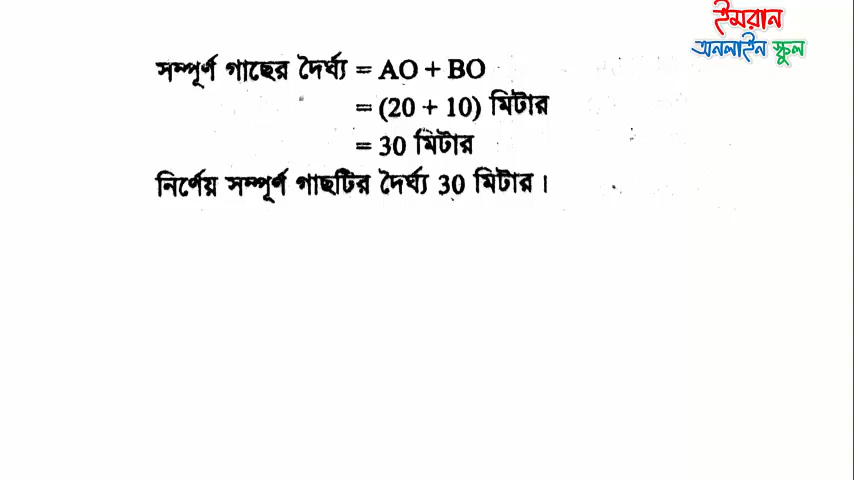 ইমরান
অনলাইন স্কুল
সম্পূর্ণ গাছের দৈর্ঘ্য = AO + BO
= (20 + 10) মিটার
= 30 মিটার
নির্ণেয় সম্পূর্ণ গাছটির দৈর্ঘ্য 30 মিটার।